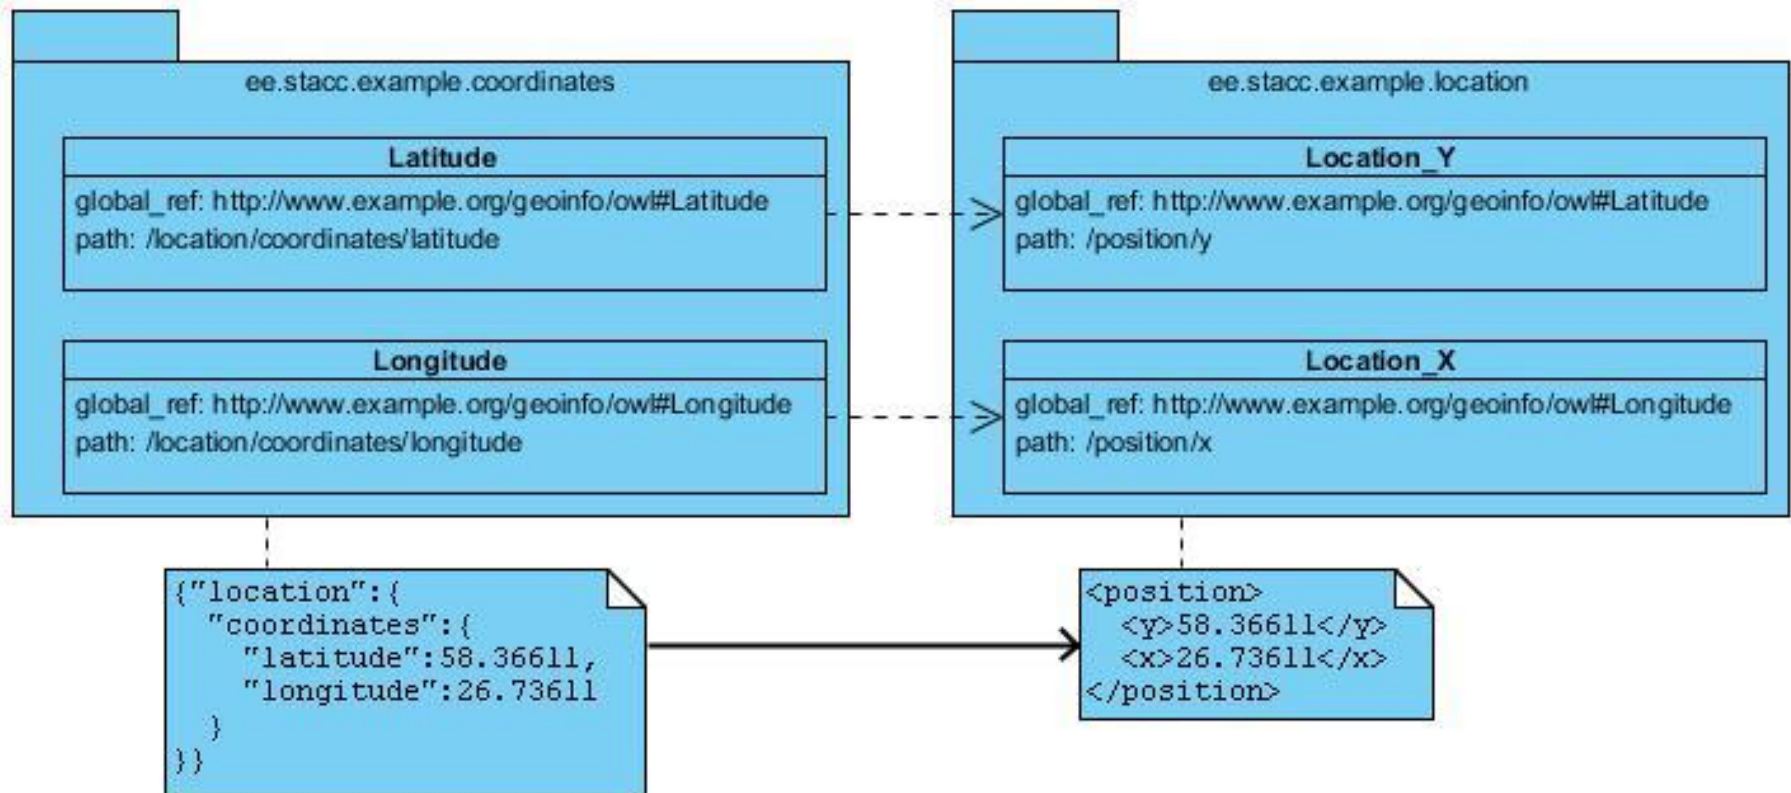 ee.stacc.example.coordinates
Latitude
global_ref: http://www.example.org/geoinfo/owl#Latitude
path: /location/coordinates/latitude
Longitude
global_ref: http://www.example.org/geoinfo/owl#Longitude
path: /location/coordinates/longitude
ee.stacc.example.location
Location_Y
global_ref: http://www.example.org/geoinfo/owl#Latitude
path: /position/y
Location_X
global_ref: http://www.example.org/geoinfo/owl#Longitude
path: /position/x
{"location":{
"coordinates":{
"latitude":58.36611,
"longitude":26.73611
}
}}
<position>
<y>58.36611</y>
<x>26.73611</x>
</position>